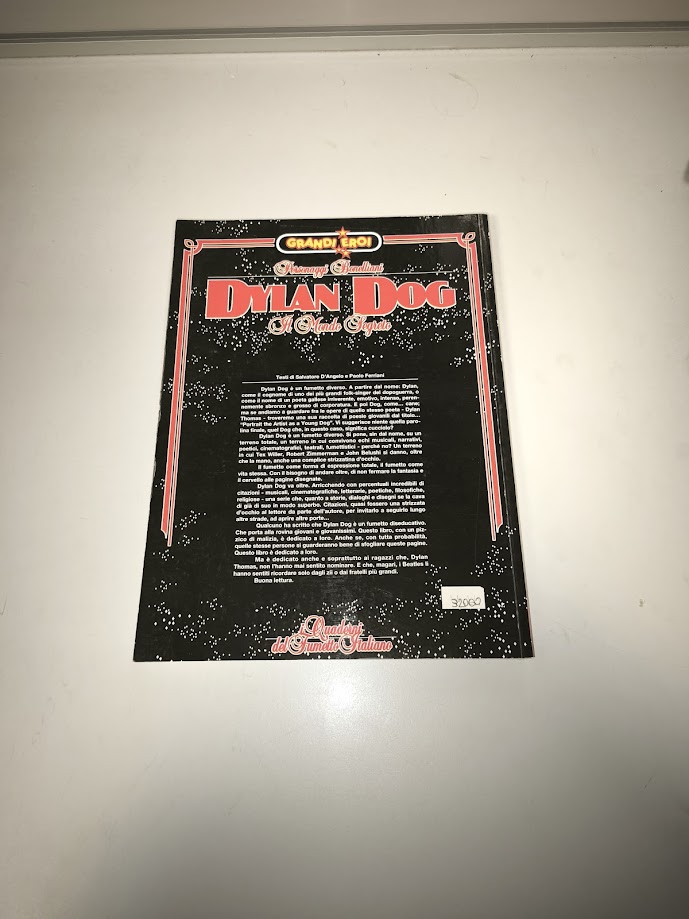 GRANDI EROI
Personaggi Bonelliani
DYLAN DOG
Il Mondo Segreto
Testi di Salvatore D'Angelo e Paolo Ferriani
Dylan Dog è un fumetto diverso. A partire dal nome: Dylan,
come il cognome di uno dei più grandi folk-singer del dopoguerra, o
come il nome di un poeta gallese irriverente, emotivo, intenso, peren-
nemente sbronzo e grosso di corporatura. E poi Dog, come... cane;
ma se andiamo a guardare fra le opere di quello stesso poeta - Dylan
Thomas - troveremo una sua raccolta di poesie giovanili dal titolo...
"Portrait the Artist as a Young Dog". Vi suggerisce niente quella paro-
lina finale, quel Dog che, in questo caso, significa cucciolo?
Dylan Dog è un fumetto diverso. Si pone, sin dal nome, su un
terreno totale, un terreno in cui convivono echi musicali, narrativi,
poetici, cinematografici, teatrali, fumettistici - perché no? Un terreno
in cui Tex Willer, Robert Zimmerman e John Belushi si danno, oltre
che la mano, anche una complice strizzatina d'occhio.
Il fumetto come forma di espressione totale, il fumetto come
vita stessa. Con il bisogno di andare oltre, di non fermare la fantasia e
il cervello alle pagine disegnate.
Dylan Dog va oltre. Arricchendo con percentuali incredibili di
citazioni - musicali, cinematografiche, letterarie, poetiche, filosofiche,
religiose - una serie che, quanto a storie, dialoghi e disegni se la cava
di già di suo in modo superbo. Citazioni, quasi fossero una strizzata
d'occhio al lettore da parte dell'autore, per invitarlo a seguirlo lungo
altre strade, ad aprire altre porte...
Qualcuno ha scritto che Dylan Dog è un fumetto diseducativo.
Che porta alla rovina giovani e giovanissimi. Questo libro, con un piz-
zico di malizia, è dedicato a loro. Anche se, con tutta probabilità,
quelle stesse persone si guarderanno bene di sfogliare queste pagine.
Questo libro è dedicato a loro.
Ma è dedicato anche e soprattutto ai ragazzi che, Dylan
Thomas, non l'hanno mai sentito nominare. E che, magari, i Beatles li
hanno sentiti ricordare solo dagli zii o dai fratelli più grandi.
Buona lettura.
32000
i Quaderni
del Fumetto Italiano